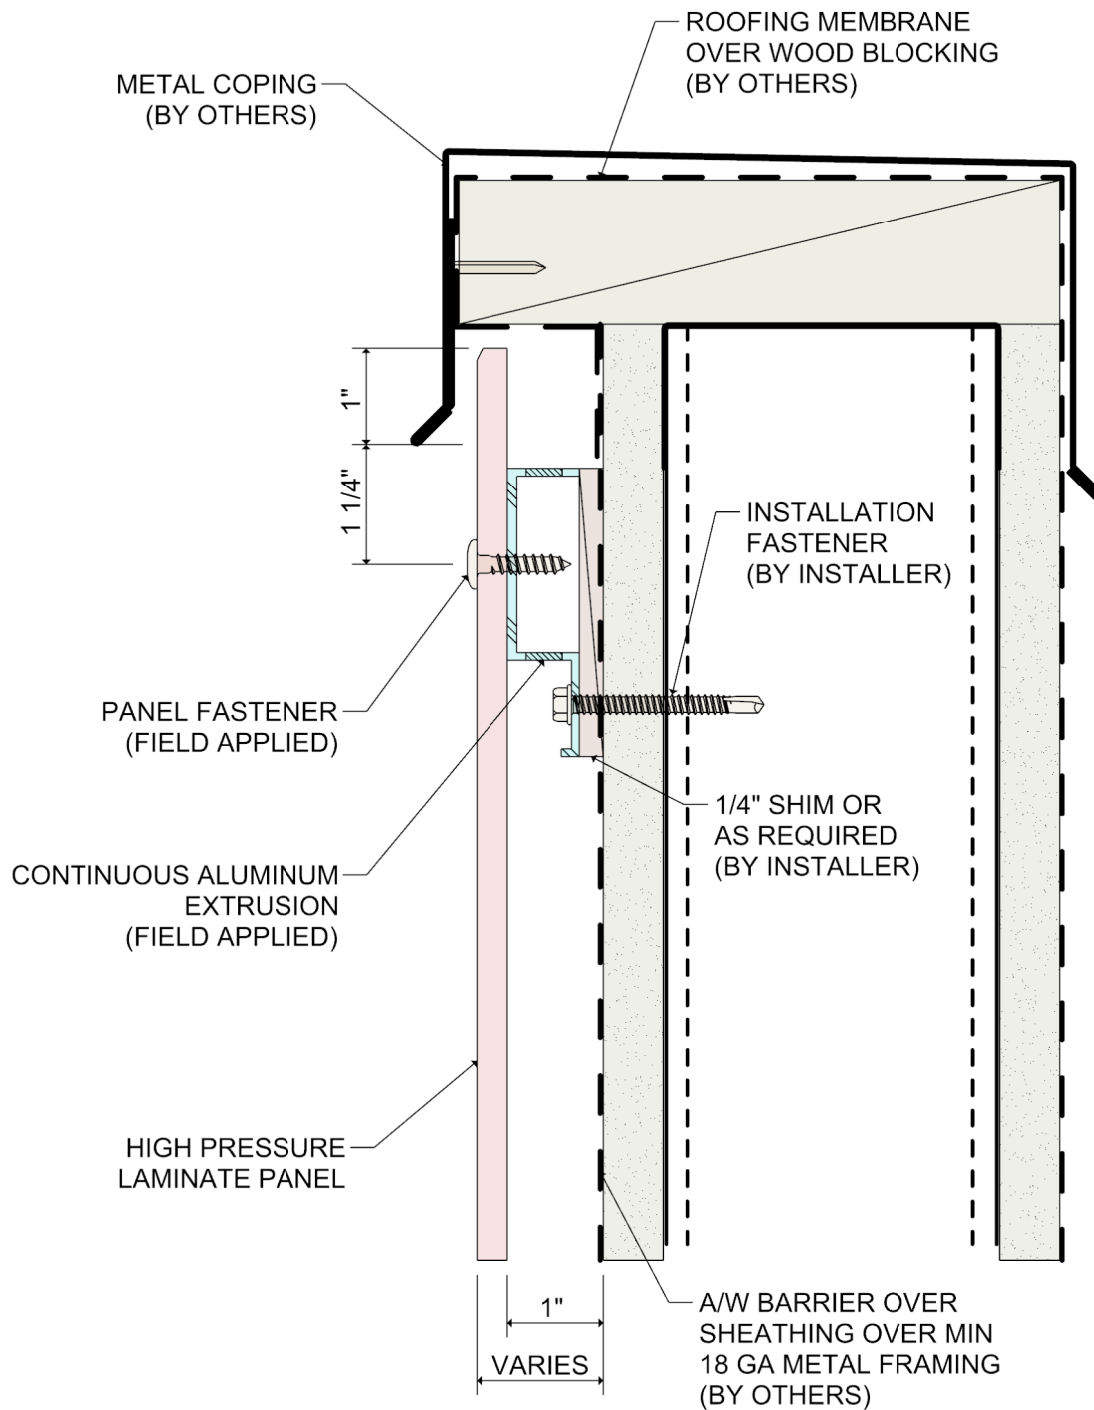 ROOFING MEMBRANE
OVER WOOD BLOCKING
(BY OTHERS)
METAL COPING
(BY OTHERS)
1"
1 1/4"
INSTALLATION
FASTENER
(BY INSTALLER)
PANEL FASTENER
(FIELD APPLIED)
1/4" SHIM OR
AS REQUIRED
(BY INSTALLER)
CONTINUOUS ALUMINUM
EXTRUSION
(FIELD APPLIED)
HIGH PRESSURE
LAMINATE PANEL
1"
VARIES
A/W BARRIER OVER
SHEATHING OVER MIN
18 GA METAL FRAMING
(BY OTHERS)